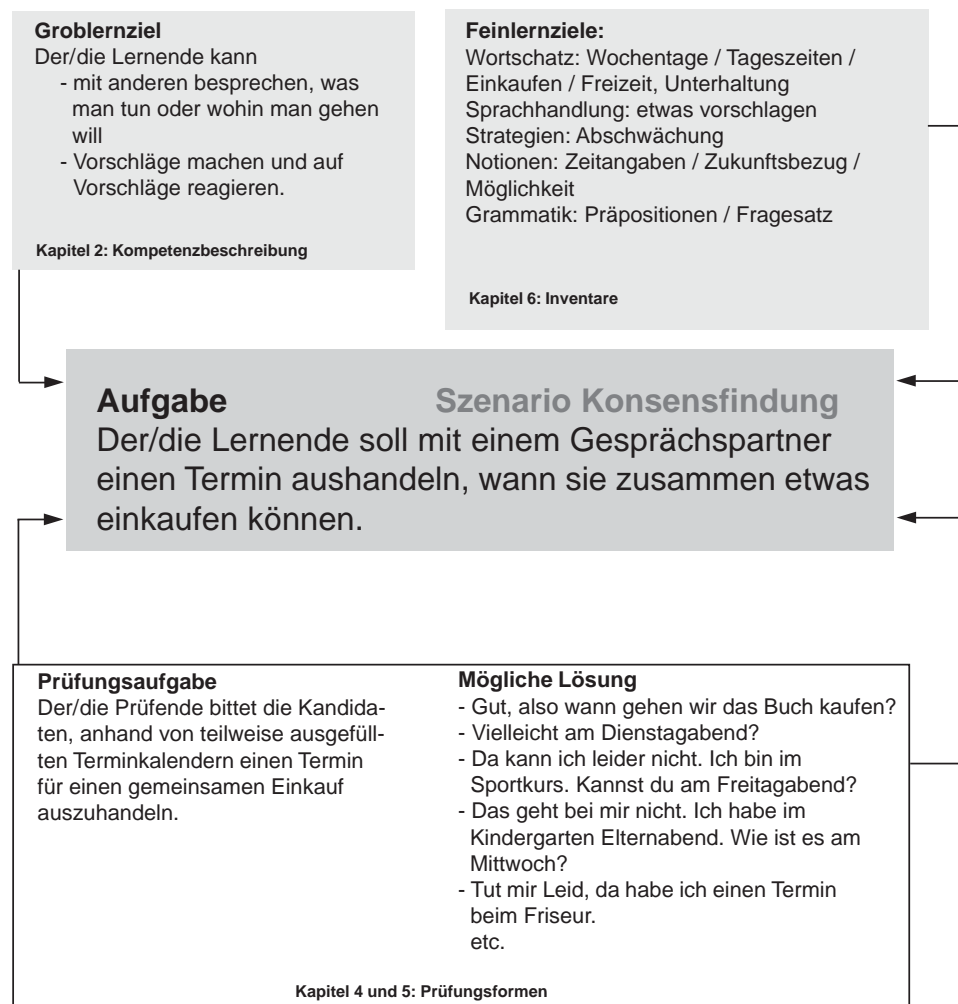 Groblernziel
Der/die Lernende kann
- mit anderen besprechen, was
man tun oder wohin man gehen
will
- Vorschläge machen und auf
Vorschläge reagieren.
Kapitel 2: Kompetenzbeschreibung
Feinlernziele:
Wortschatz: Wochentage / Tageszeiten /
Einkaufen / Freizeit, Unterhaltung
Sprachhandlung: etwas vorschlagen
Strategien: Abschwächung
Notionen: Zeitangaben / Zukunftsbezug /
Möglichkeit
Grammatik: Präpositionen / Fragesatz
Kapitel 6: Inventare
Aufgabe Szenario Konsensfindung
Der/die Lernende soll mit einem Gesprächspartner
einen Termin aushandeln, wann sie zusammen etwas
einkaufen können.
Prüfungsaufgabe
Der/die Prüfende bittet die Kandida-
ten, anhand von teilweise ausgefüll-
ten Terminkalendern einen Termin
für einen gemeinsamen Einkauf
auszuhandeln.
Mögliche Lösung
- Gut, also wann gehen wir das Buch kaufen?
- Vielleicht am Dienstagabend?
- Da kann ich leider nicht. Ich bin im
Sportkurs. Kannst du am Freitagabend?
- Das geht bei mir nicht. Ich habe im
Kindergarten Elternabend. Wie ist es am
Mittwoch?
- Tut mir Leid, da habe ich einen Termin
beim Friseur.
etc.
Kapitel 4 und 5: Prüfungsformen